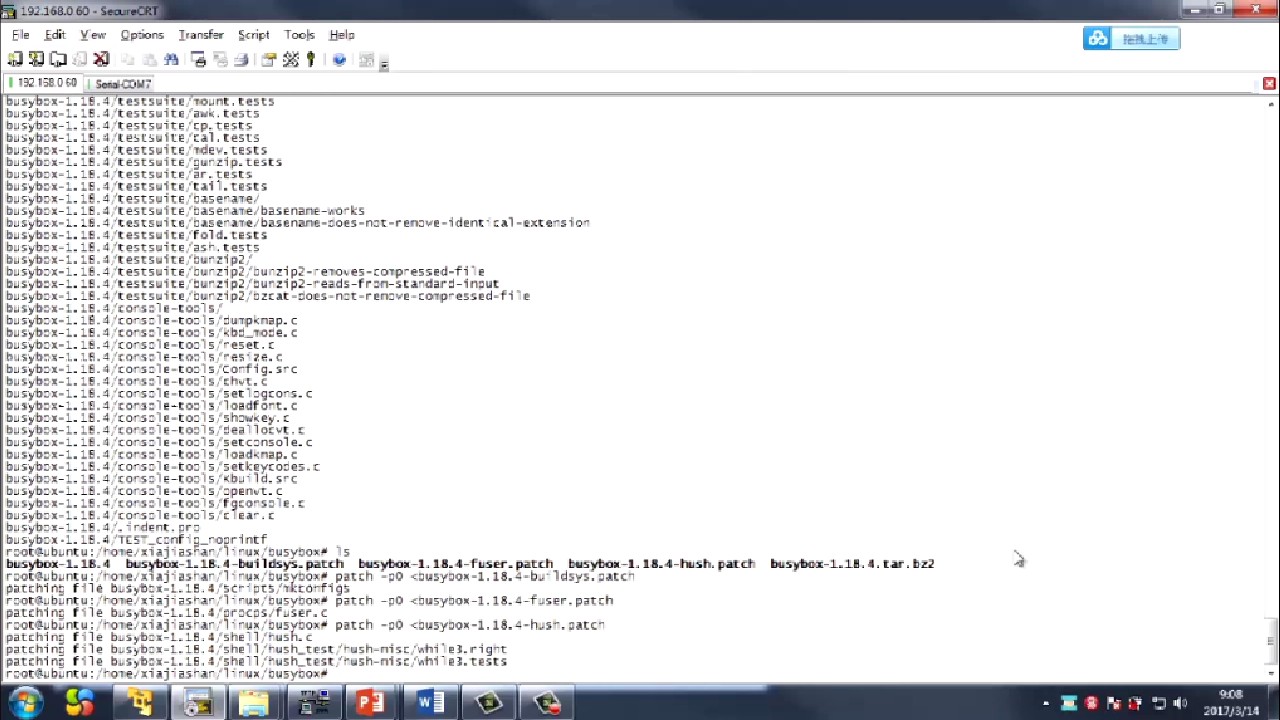 192.168.0.60 - SecureCRT
File Edit View Options Transfer Script Tools Help
拖拽上传
192.168.0.60 Serial-COM7
busybox-1.18.4/testsuite/mount.tests
busybox-1.18.4/testsuite/awk.tests
busybox-1.18.4/testsuite/cp.tests
busybox-1.18.4/testsuite/cal.tests
busybox-1.18.4/testsuite/mdev.tests
busybox-1.18.4/testsuite/gunzip.tests
busybox-1.18.4/testsuite/ar.tests
busybox-1.18.4/testsuite/tail.tests
busybox-1.18.4/testsuite/basename/
busybox-1.18.4/testsuite/basename/basename-works
busybox-1.18.4/testsuite/basename/basename-does-not-remove-identical-extension
busybox-1.18.4/testsuite/fold.tests
busybox-1.18.4/testsuite/ash.tests
busybox-1.18.4/testsuite/bunzip2/
busybox-1.18.4/testsuite/bunzip2/bunzip2-removes-compressed-file
busybox-1.18.4/testsuite/bunzip2/bunzip2-reads-from-standard-input
busybox-1.18.4/testsuite/bunzip2/bzcat-does-not-remove-compressed-file
busybox-1.18.4/console-tools/
busybox-1.18.4/console-tools/dumpkmap.c
busybox-1.18.4/console-tools/kbd_mode.c
busybox-1.18.4/console-tools/reset.c
busybox-1.18.4/console-tools/resize.c
busybox-1.18.4/console-tools/Config.src
busybox-1.18.4/console-tools/chvt.c
busybox-1.18.4/console-tools/setlogcons.c
busybox-1.18.4/console-tools/loadfont.c
busybox-1.18.4/console-tools/showkey.c
busybox-1.18.4/console-tools/deallocvt.c
busybox-1.18.4/console-tools/setconsole.c
busybox-1.18.4/console-tools/loadkmap.c
busybox-1.18.4/console-tools/setkeycodes.c
busybox-1.18.4/console-tools/Kbuild.src
busybox-1.18.4/console-tools/openvt.c
busybox-1.18.4/console-tools/fgconsole.c
busybox-1.18.4/console-tools/clear.c
busybox-1.18.4/.indent.pro
busybox-1.18.4/TEST_config_noprintf
root@ubuntu:/home/xiajiashan/linux/busybox# ls
busybox-1.18.4 busybox-1.18.4-buildsys.patch busybox-1.18.4-fuser.patch busybox-1.18.4-hush.patch busybox-1.18.4.tar.bz2
root@ubuntu:/home/xiajiashan/linux/busybox# patch -p0 <busybox-1.18.4-buildsys.patch
patching file busybox-1.18.4/scripts/mkconfigs
root@ubuntu:/home/xiajiashan/linux/busybox# patch -p0 <busybox-1.18.4-fuser.patch
patching file busybox-1.18.4/procps/fuser.c
root@ubuntu:/home/xiajiashan/linux/busybox# patch -p0 <busybox-1.18.4-hush.patch
patching file busybox-1.18.4/shell/hush.c
patching file busybox-1.18.4/shell/hush_test/hush-misc/while3.right
patching file busybox-1.18.4/shell/hush_test/hush-misc/while3.tests
root@ubuntu:/home/xiajiashan/linux/busybox#
9:08
2017/3/14